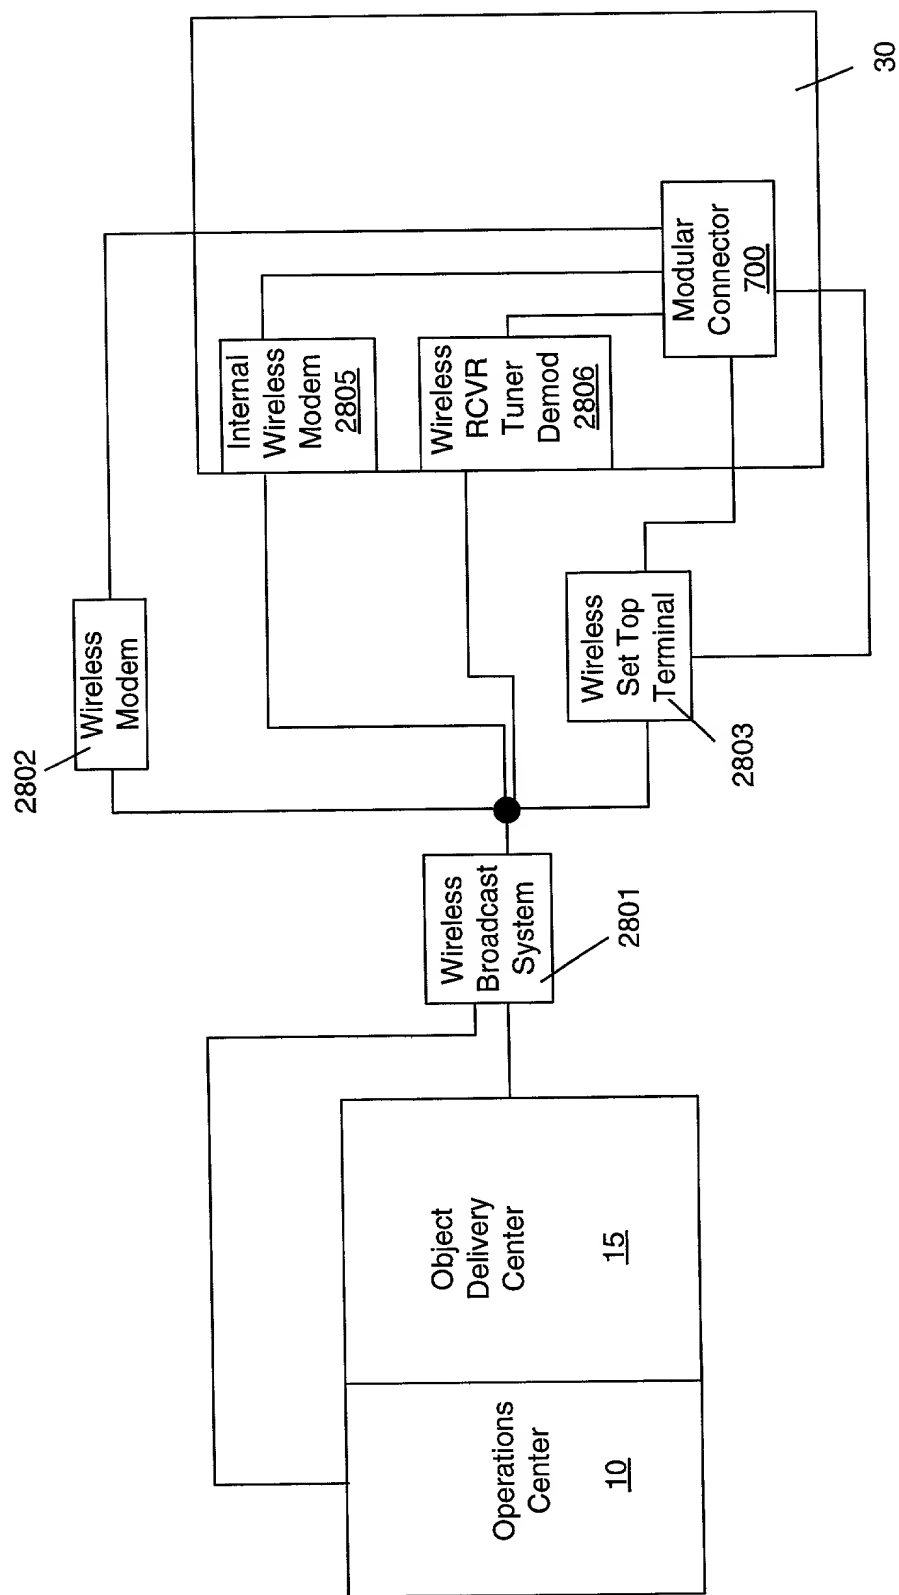 Operations
Center
10
Object
Delivery
Center
15
Wireless
Broadcast
System
2801
2802
Wireless
Modem
Wireless
Set Top
Terminal
2803
Internal
Wireless
Modem
2805
Wireless
RCVR
Tuner
Demod
2806
Modular
Connector
700
30